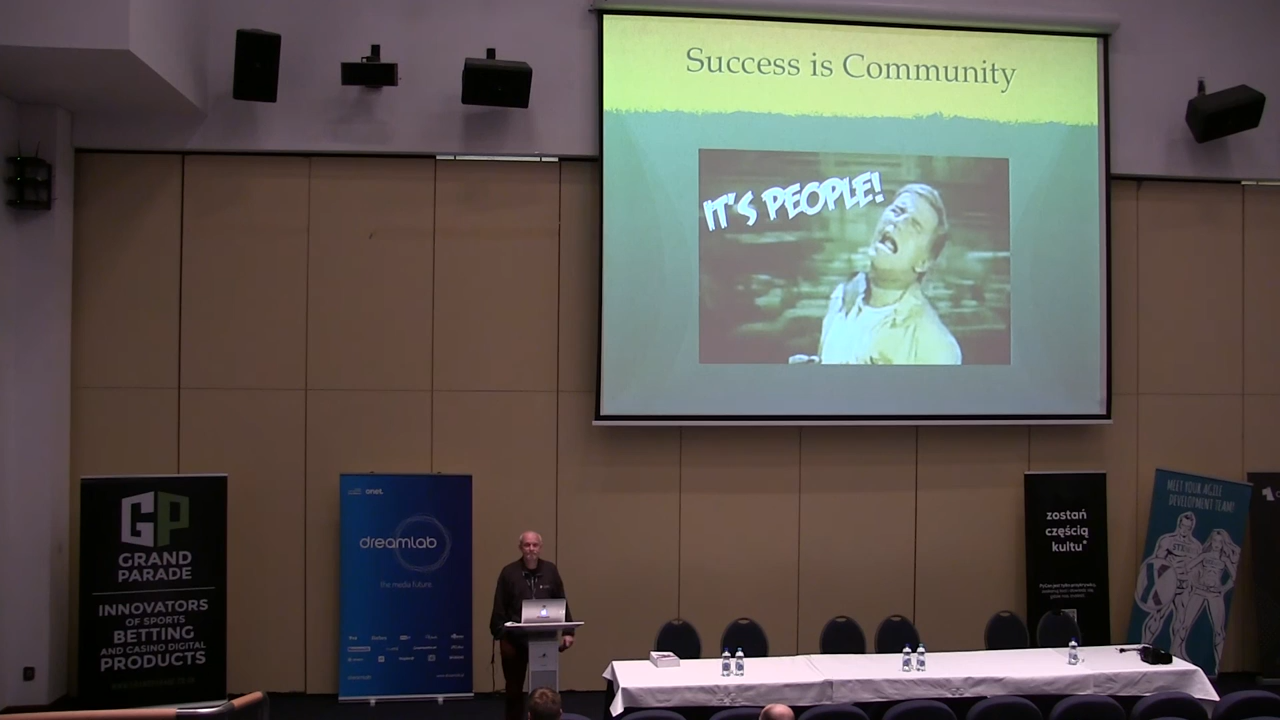 Success is Community
IT'S PEOPLE!
GP
GRAND
PARADE
INNOVATORS
OF SPORTS
BETTING
AND CASINO DIGITAL
PRODUCTS
onet
dreamlab
the media future
zostań
częścią
kultu*
MEET YOUR AGILE
DEVELOPMENT TEAM!